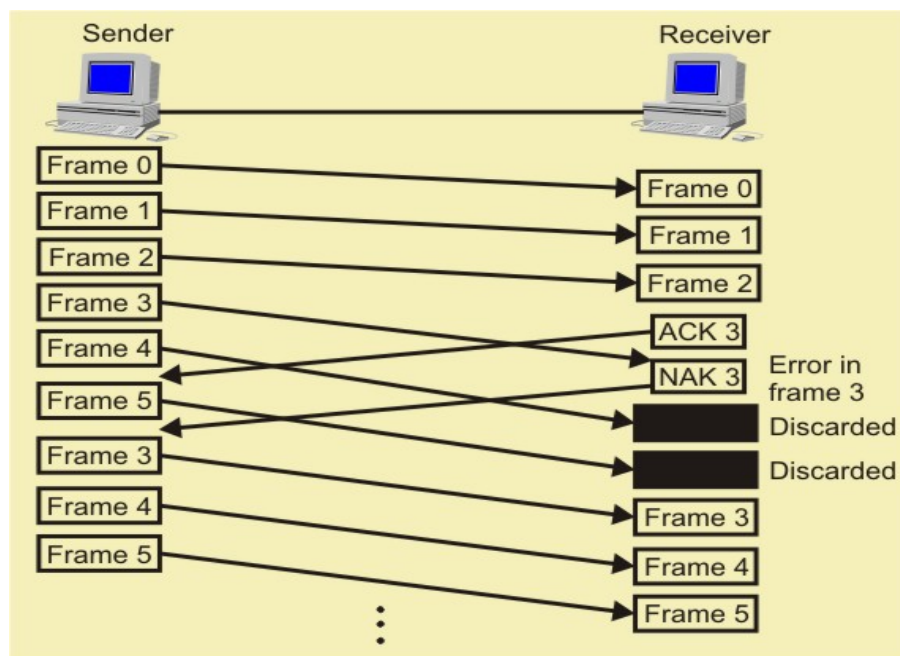 Sender
Receiver
Frame 0
Frame 0
Frame 1
Frame 1
Frame 2
Frame 2
Frame 3
ACK 3
Frame 4
NAK 3
Error in
frame 3
Frame 5
Discarded
Frame 3
Discarded
Frame 4
Frame 3
Frame 5
Frame 4
Frame 5